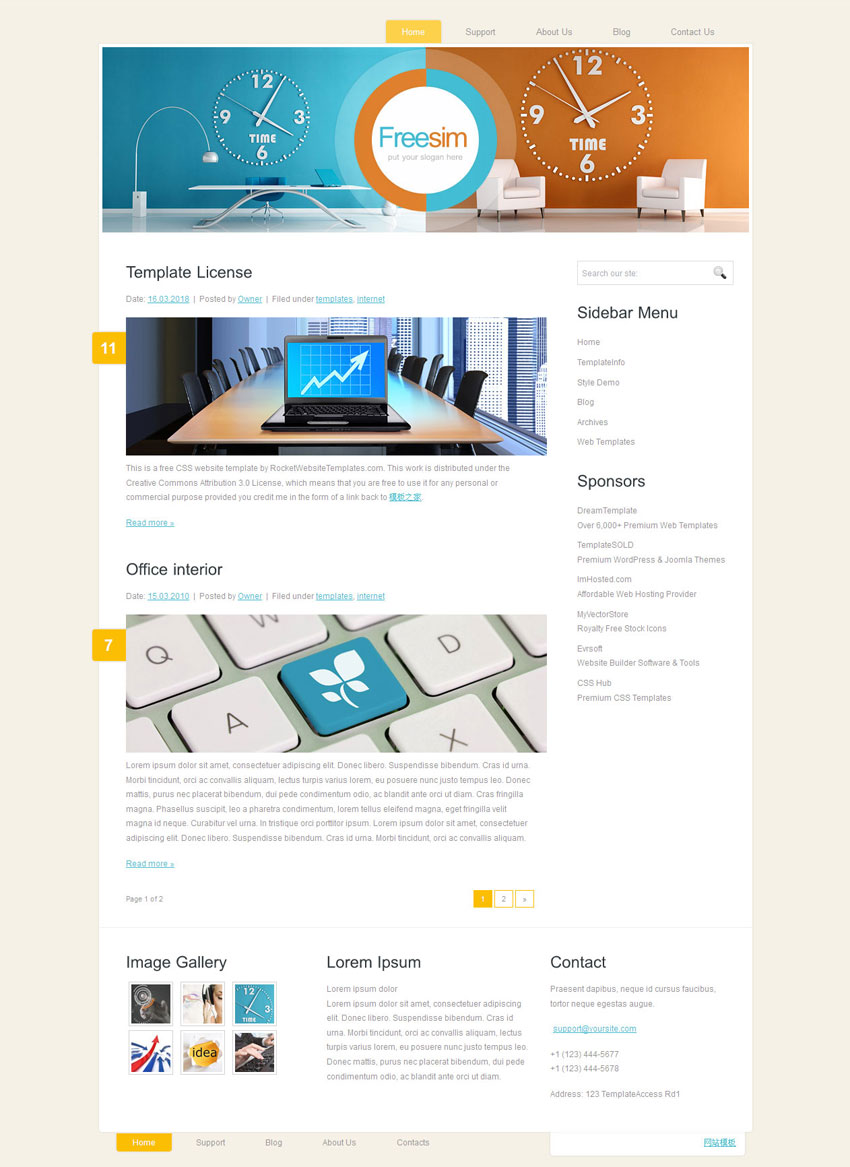 Home Support About Us Blog Contact Us
12
9 3
TIME
6
Freesim
put your slogan here
12
9 3
TIME
6
Template License
Date: 16.03.2018 | Posted by Owner | Filed under templates, internet
11
This is a free CSS website template by RocketWebsiteTemplates.com. This work is distributed under the
Creative Commons Attribution 3.0 License, which means that you are free to use it for any personal or
commercial purpose provided you credit me in the form of a link back to 模板之家.
Read more »
Office interior
Date: 15.03.2010 | Posted by Owner | Filed under templates, internet
7
Q W D
A X
Lorem ipsum dolor sit amet, consectetuer adipiscing elit. Donec libero. Suspendisse bibendum. Cras id urna.
Morbi tincidunt, orci ac convallis aliquam, lectus turpis varius lorem, eu posuere nunc justo tempus leo. Donec
mattis, purus nec placerat bibendum, dui pede condimentum odio, ac blandit ante orci ut diam. Cras fringilla
magna. Phasellus suscipit, leo a pharetra condimentum, lorem tellus eleifend magna, eget fringilla velit
magna id neque. Curabitur vel urna. In tristique orci porttitor ipsum. Lorem ipsum dolor sit amet, consectetuer
adipiscing elit. Donec libero. Suspendisse bibendum. Cras id urna. Morbi tincidunt, orci ac convallis aliquam.
Read more »
Page 1 of 2
1 2 »
Search our site:
Sidebar Menu
Home
TemplateInfo
Style Demo
Blog
Archives
Web Templates
Sponsors
DreamTemplate
Over 6,000+ Premium Web Templates
TemplateSOLD
Premium WordPress & Joomla Themes
ImHosted.com
Affordable Web Hosting Provider
MyVectorStore
Royalty Free Stock Icons
Evrsoft
Website Builder Software & Tools
CSS Hub
Premium CSS Templates
Image Gallery
12
3
TIME
idea
Lorem Ipsum
Lorem ipsum dolor
Lorem ipsum dolor sit amet, consectetuer adipiscing
elit. Donec libero. Suspendisse bibendum. Cras id
urna. Morbi tincidunt, orci ac convallis aliquam, lectus
turpis varius lorem, eu posuere nunc justo tempus leo.
Donec mattis, purus nec placerat bibendum, dui pede
condimentum odio, ac blandit ante orci ut diam.
Contact
Praesent dapibus, neque id cursus faucibus,
tortor neque egestas augue.
support@yoursite.com
+1 (123) 444-5677
+1 (123) 444-5678
Address: 123 TemplateAccess Rd1
Home Support Blog About Us Contacts
网站模板